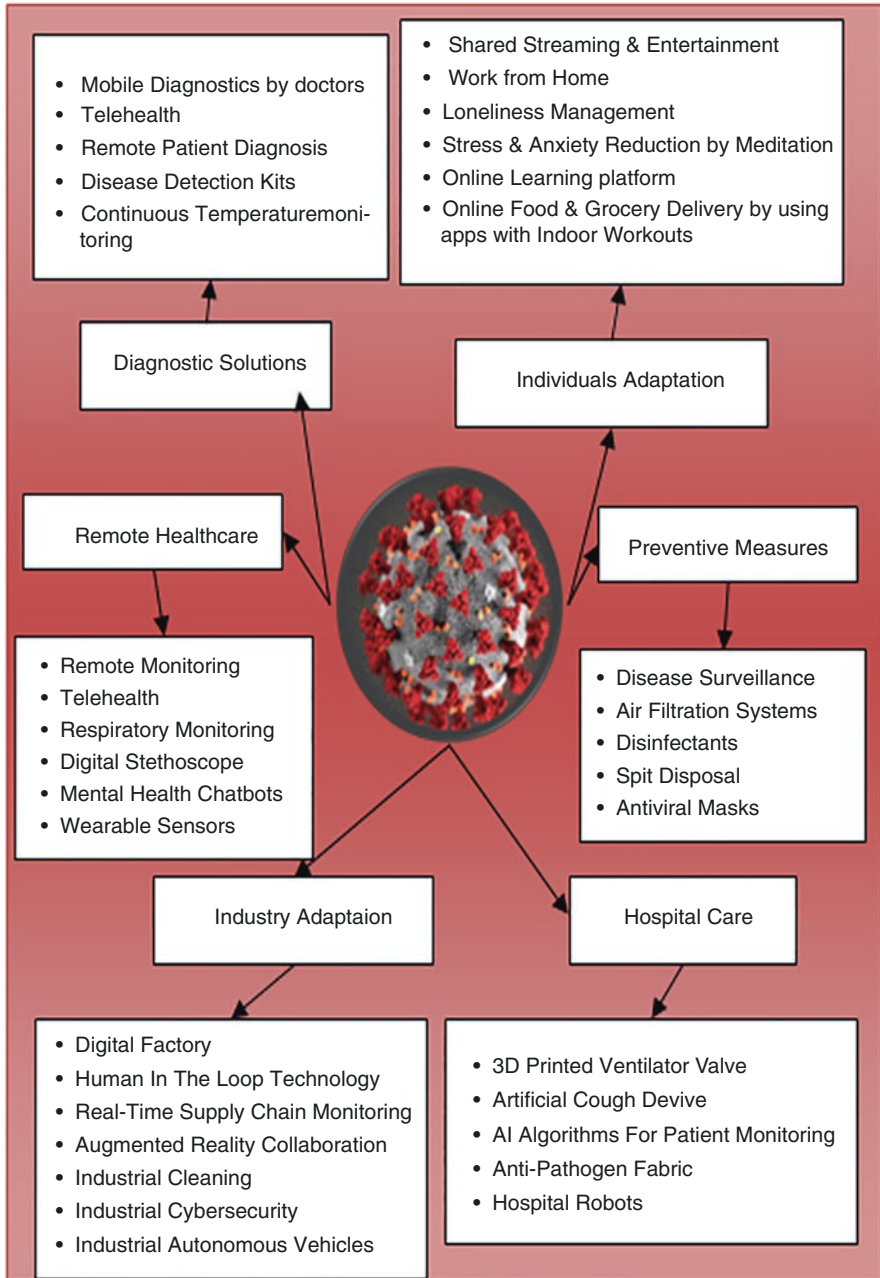 • Mobile Diagnostics by doctors
• Telehealth
• Remote Patient Diagnosis
• Disease Detection Kits
• Continuous Temperaturemoni-
toring
• Shared Streaming & Entertainment
• Work from Home
• Loneliness Management
• Stress & Anxiety Reduction by Meditation
• Online Learning platform
• Online Food & Grocery Delivery by using
apps with Indoor Workouts
Diagnostic Solutions
Individuals Adaptation
Remote Healthcare
Preventive Measures
• Remote Monitoring
• Telehealth
• Respiratory Monitoring
• Digital Stethoscope
• Mental Health Chatbots
• Wearable Sensors
• Disease Surveillance
• Air Filtration Systems
• Disinfectants
• Spit Disposal
• Antiviral Masks
Industry Adaptaion
Hospital Care
• Digital Factory
• Human In The Loop Technology
• Real-Time Supply Chain Monitoring
• Augmented Reality Collaboration
• Industrial Cleaning
• Industrial Cybersecurity
• Industrial Autonomous Vehicles
• 3D Printed Ventilator Valve
• Artificial Cough Devive
• AI Algorithms For Patient Monitoring
• Anti-Pathogen Fabric
• Hospital Robots